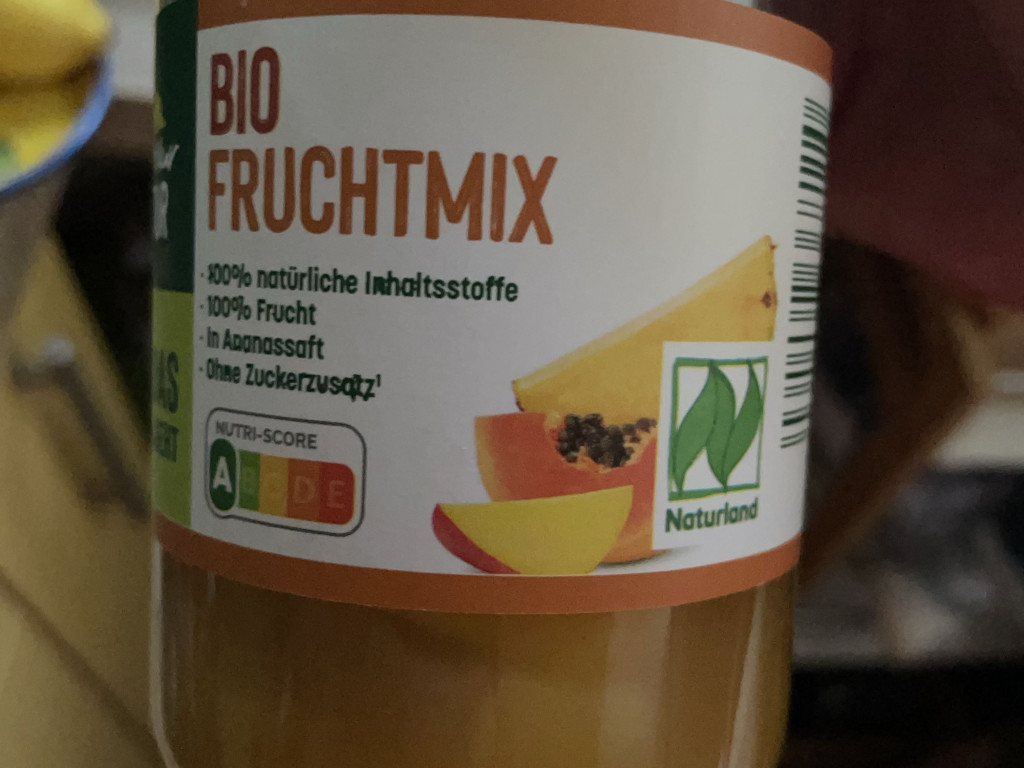 BIO
FRUCHTMIX
· 100% natürliche Inhaltsstoffe
· 100% Frucht
· In Ananassaft
· Ohne Zuckerzusatz¹
NUTRI-SCORE
A B C D E
Naturland